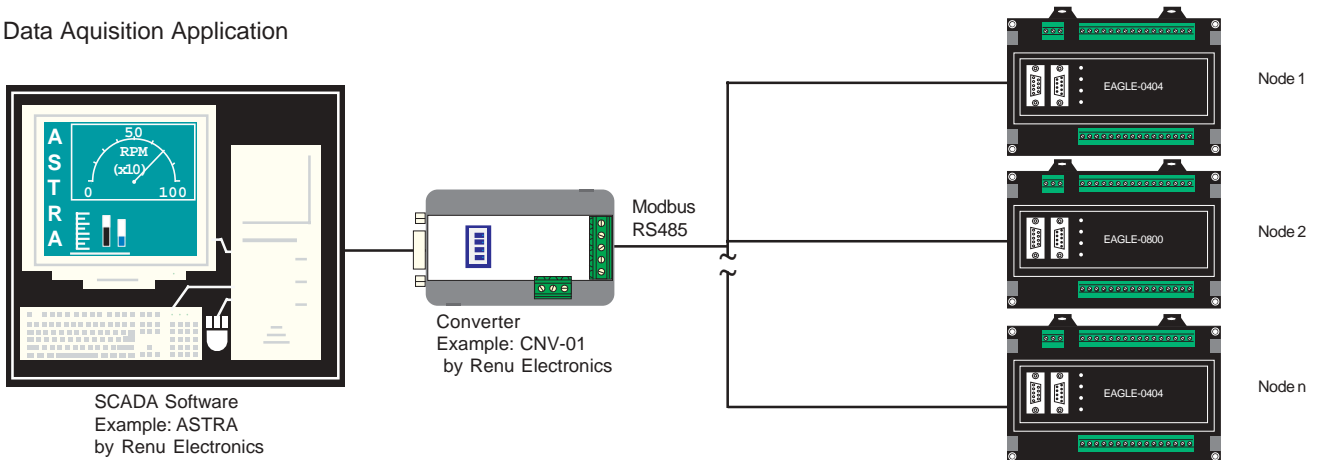 Data Aquisition Application
ASTRA
50
RPM
(x10)
0
100
Modbus
RS485
Converter
Example: CNV-01
by Renu Electronics
SCADA Software
Example: ASTRA
by Renu Electronics
EAGLE-0404
Node 1
EAGLE-0800
Node 2
EAGLE-0404
Node n